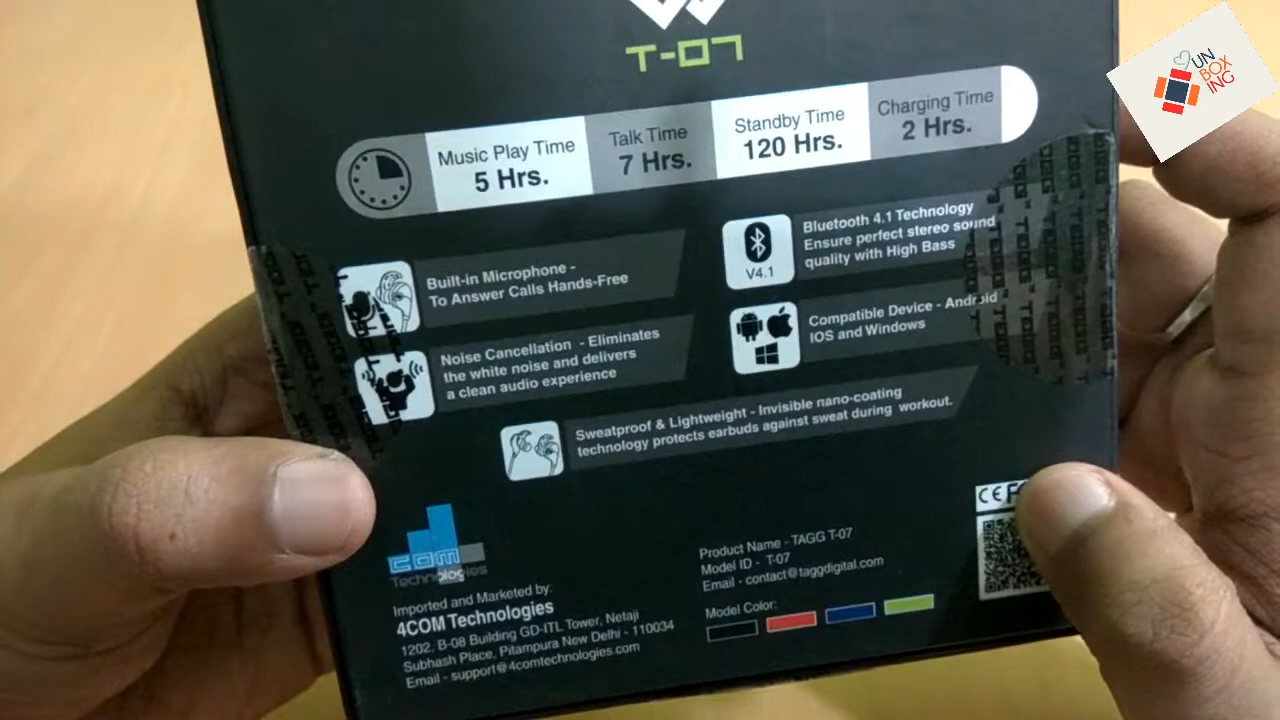 T-07
UN
BOX
ING
Music Play Time
5 Hrs.
Talk Time
7 Hrs.
Standby Time
120 Hrs.
Charging Time
2 Hrs.
Built-in Microphone -
To Answer Calls Hands-Free
V4.1
Bluetooth 4.1 Technology
Ensure perfect stereo sound
quality with High Bass
Noise Cancellation - Eliminates
the white noise and delivers
a clean audio experience
Compatible Device - Android
IOS and Windows
Sweatproof & Lightweight - Invisible nano-coating
technology protects earbuds against sweat during workout.
COM
Technologies
Imported and Marketed by:
4COM Technologies
1202, B-08 Building GD-ITL Tower, Netaji
Subhash Place, Pitampura New Delhi - 110034
Email - support@4comtechnologies.com
Product Name - TAGG T-07
Model ID - T-07
Email - contact@taggdigital.com
Model Color:
CE